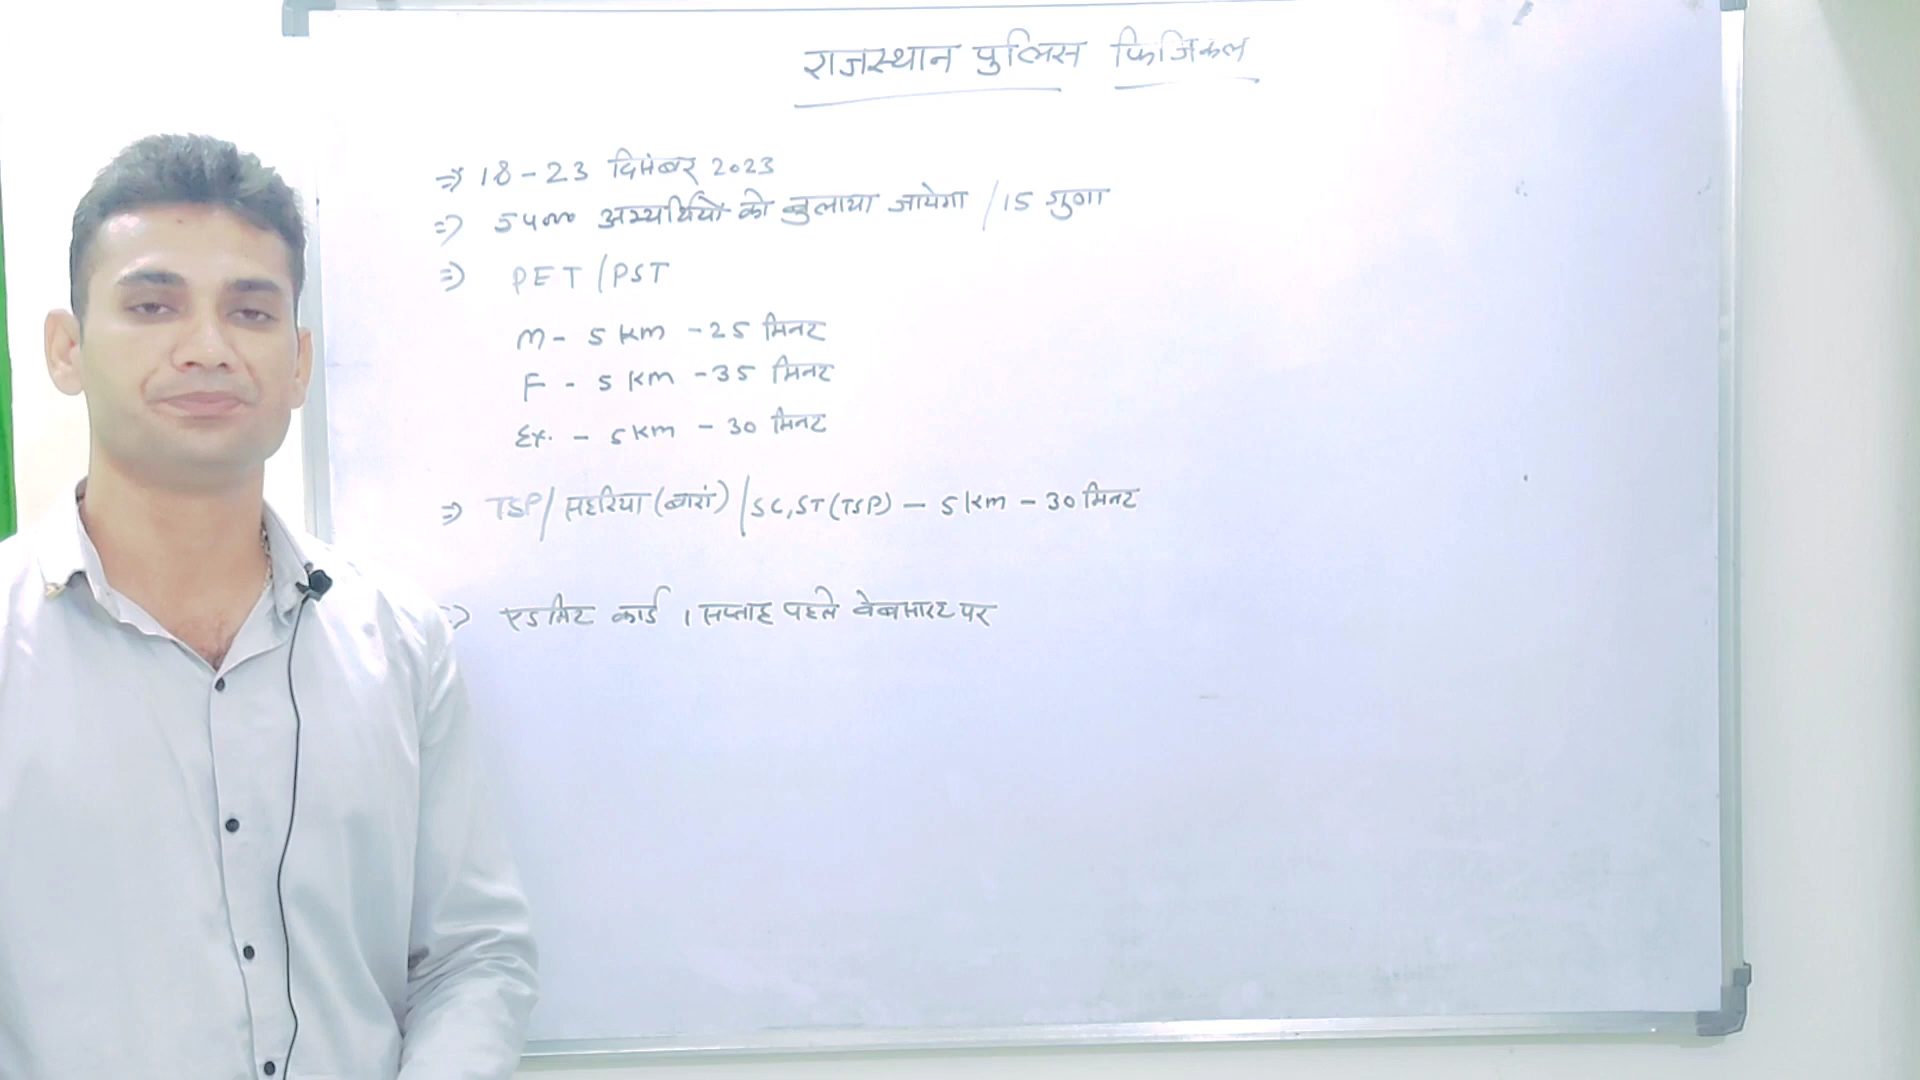 राजस्थान पुलिस फिजिकल
⇒ 18-23 दिसंबर 2023
⇒ 54000 अभ्यर्थियों को बुलाया जायेगा / 15 गुणा
⇒ PET/PST
M - 5 km - 25 मिनट
F - 5 km - 35 मिनट
Ex. - 5 km - 30 मिनट
⇒ TSP/सहरिया (बारां) / SC,ST (TSP) - 5 km - 30 मिनट
⇒ एडमिट कार्ड 1 सप्ताह पहले वेबसाइट पर